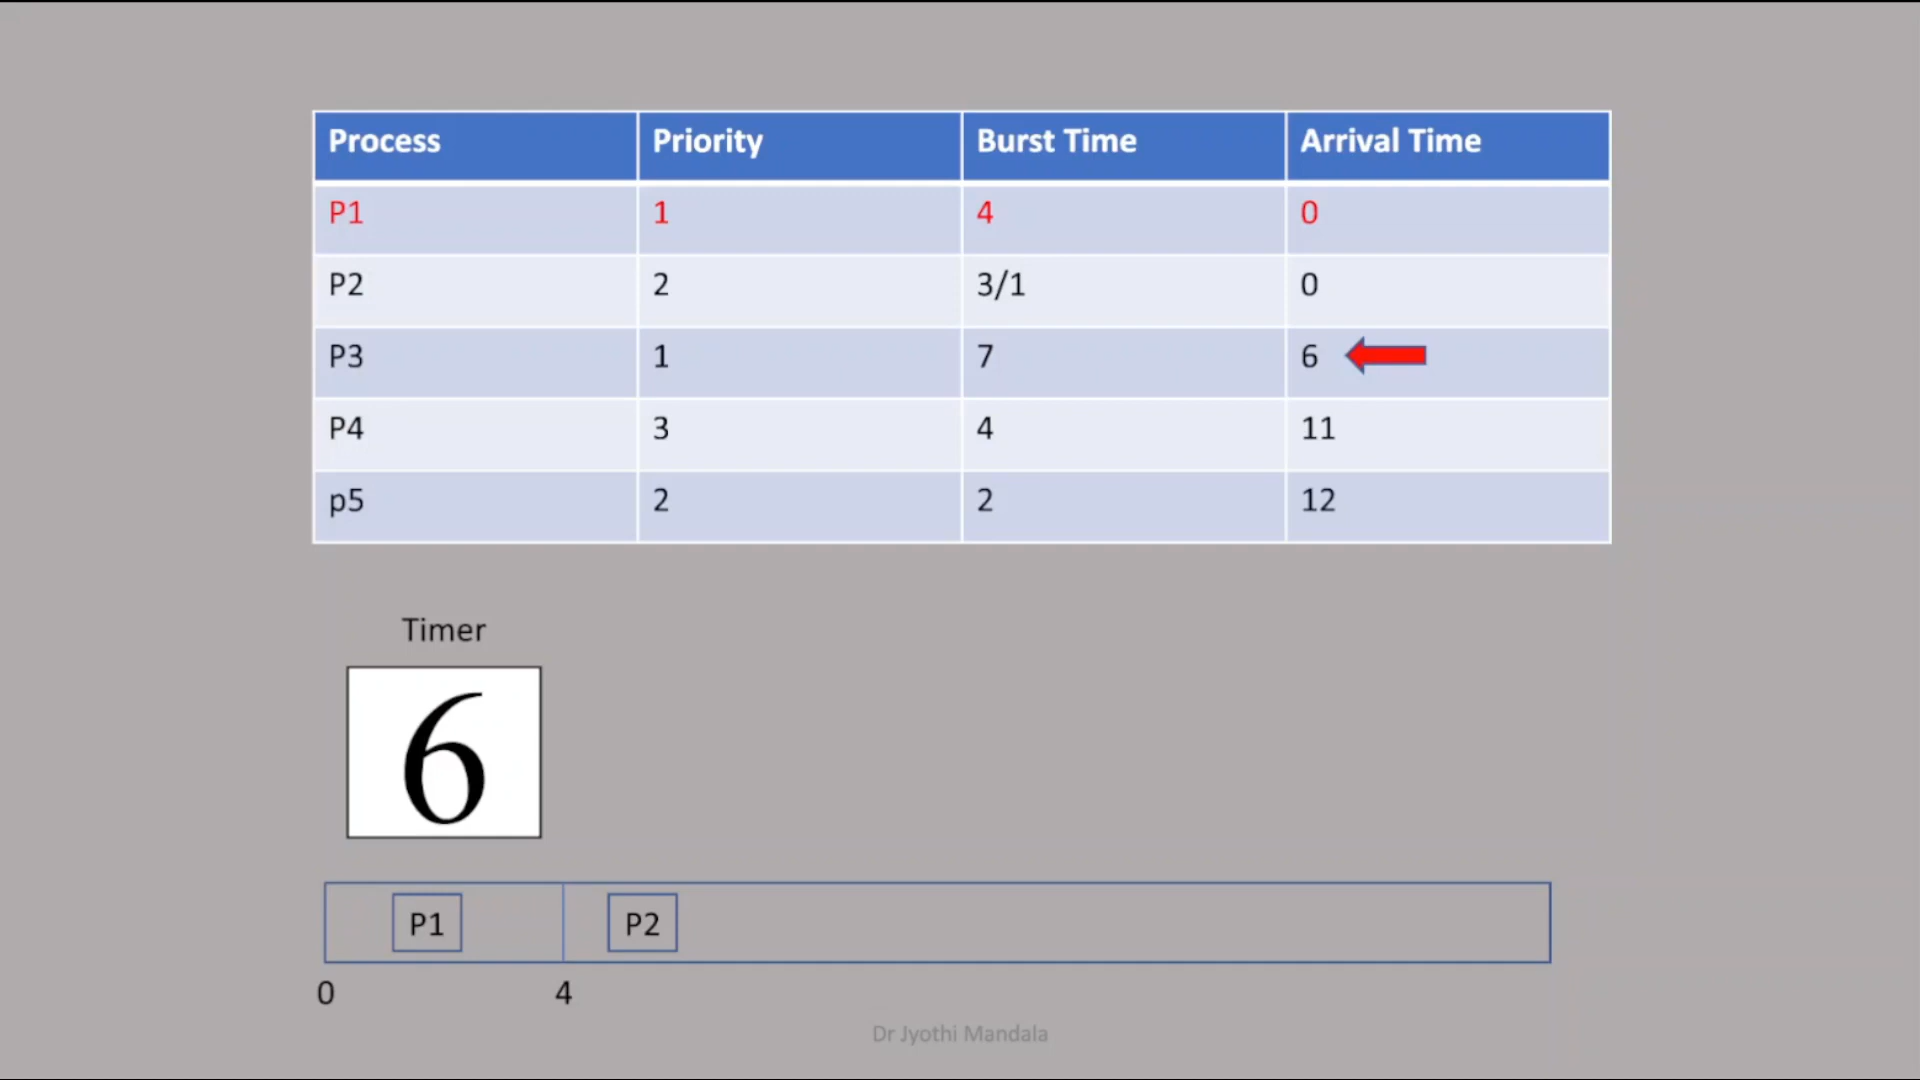 Process Priority Burst Time Arrival Time
P1 1 4 0
P2 2 3/1 0
P3 1 7 6
P4 3 4 11
p5 2 2 12
Timer
6
P1 P2
0 4
Dr Jyothi Mandala